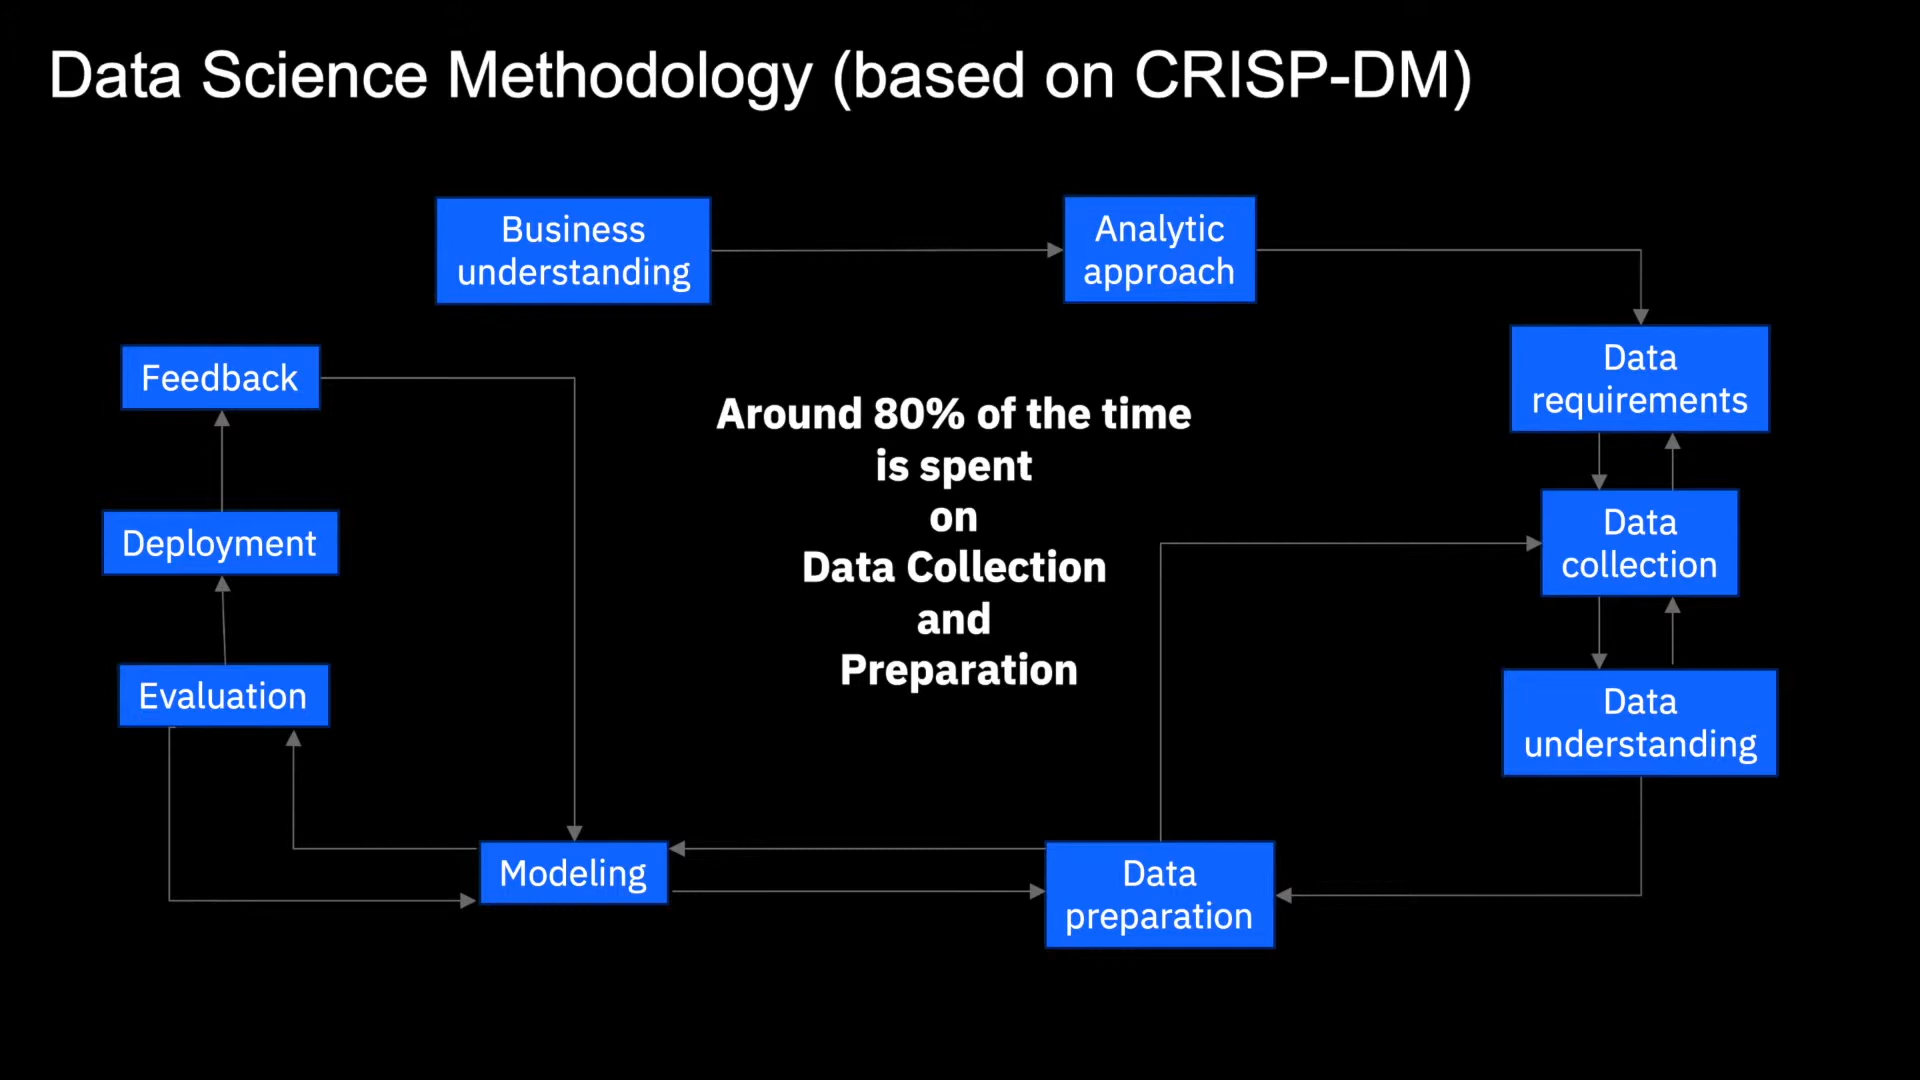 Data Science Methodology (based on CRISP-DM)
Business
understanding
Analytic
approach
Data
requirements
Data
collection
Data
understanding
Data
preparation
Modeling
Evaluation
Deployment
Feedback
Around 80% of the time
is spent
on
Data Collection
and
Preparation